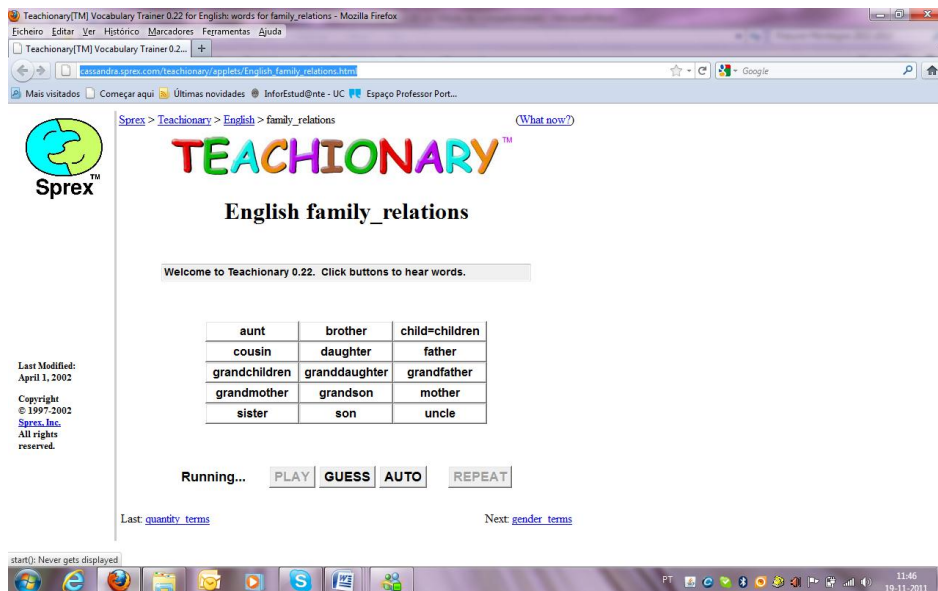 Teachionary[TM] Vocabulary Trainer 0.22 for English: words for family_relations - Mozilla Firefox
Ficheiro Editar Ver Histórico Marcadores Ferramentas Ajuda
Teachionary[TM] Vocabulary Trainer 0.2... +
cassandra.sprex.com/teachionary/applets/English_family_relations.html
Google
Mais visitados Começar aqui Últimas novidades InforEstud@nte - UC Espaço Professor Port...
Sprex > Teachionary > English > family_relations (What now?)
TEACHIONARY TM
Sprex TM
English family_relations
Welcome to Teachionary 0.22. Click buttons to hear words.
aunt brother child=children
cousin daughter father
grandchildren granddaughter grandfather
grandmother grandson mother
sister son uncle
Last Modified:
April 1, 2002
Copyright
© 1997-2002
Sprex, Inc.
All rights
reserved.
Running... PLAY GUESS AUTO REPEAT
Last: quantity_terms Next: gender_terms
start(): Never gets displayed
PT 11:46
19-11-2011